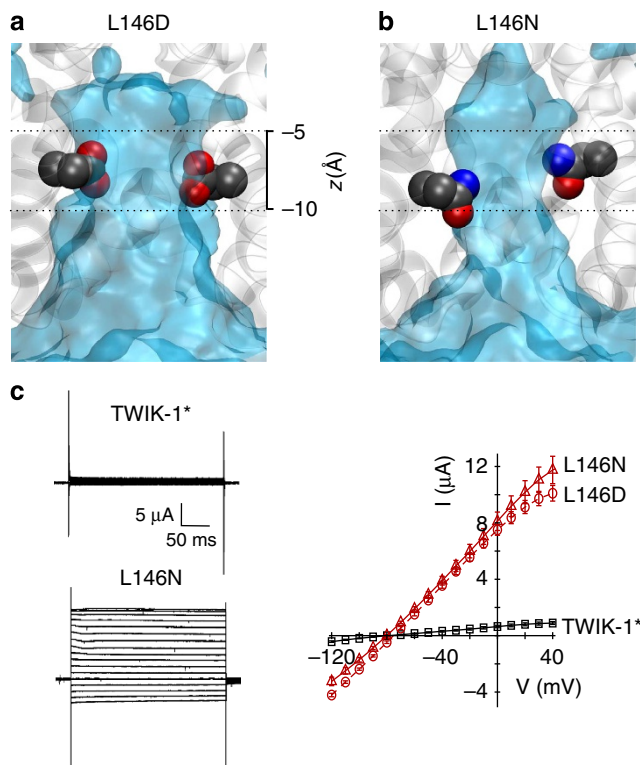 a
L146D
b
L146N
–5
z(Å)
–10
c
TWIK-1*
5 µA
50 ms
L146N
I (µA)
12
8
4
–4
–120
–40
40
V (mV)
L146N
L146D
TWIK-1*